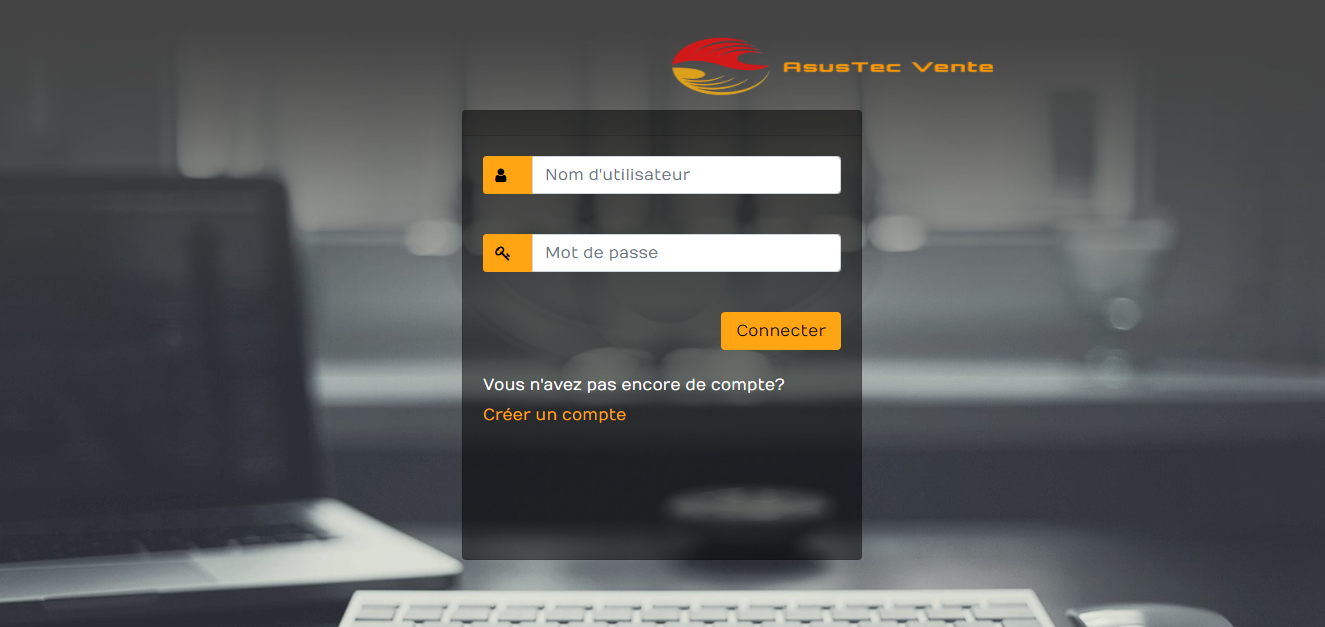 AsusTec Vente
Nom d'utilisateur
Mot de passe
Connecter
Vous n'avez pas encore de compte?
Créer un compte